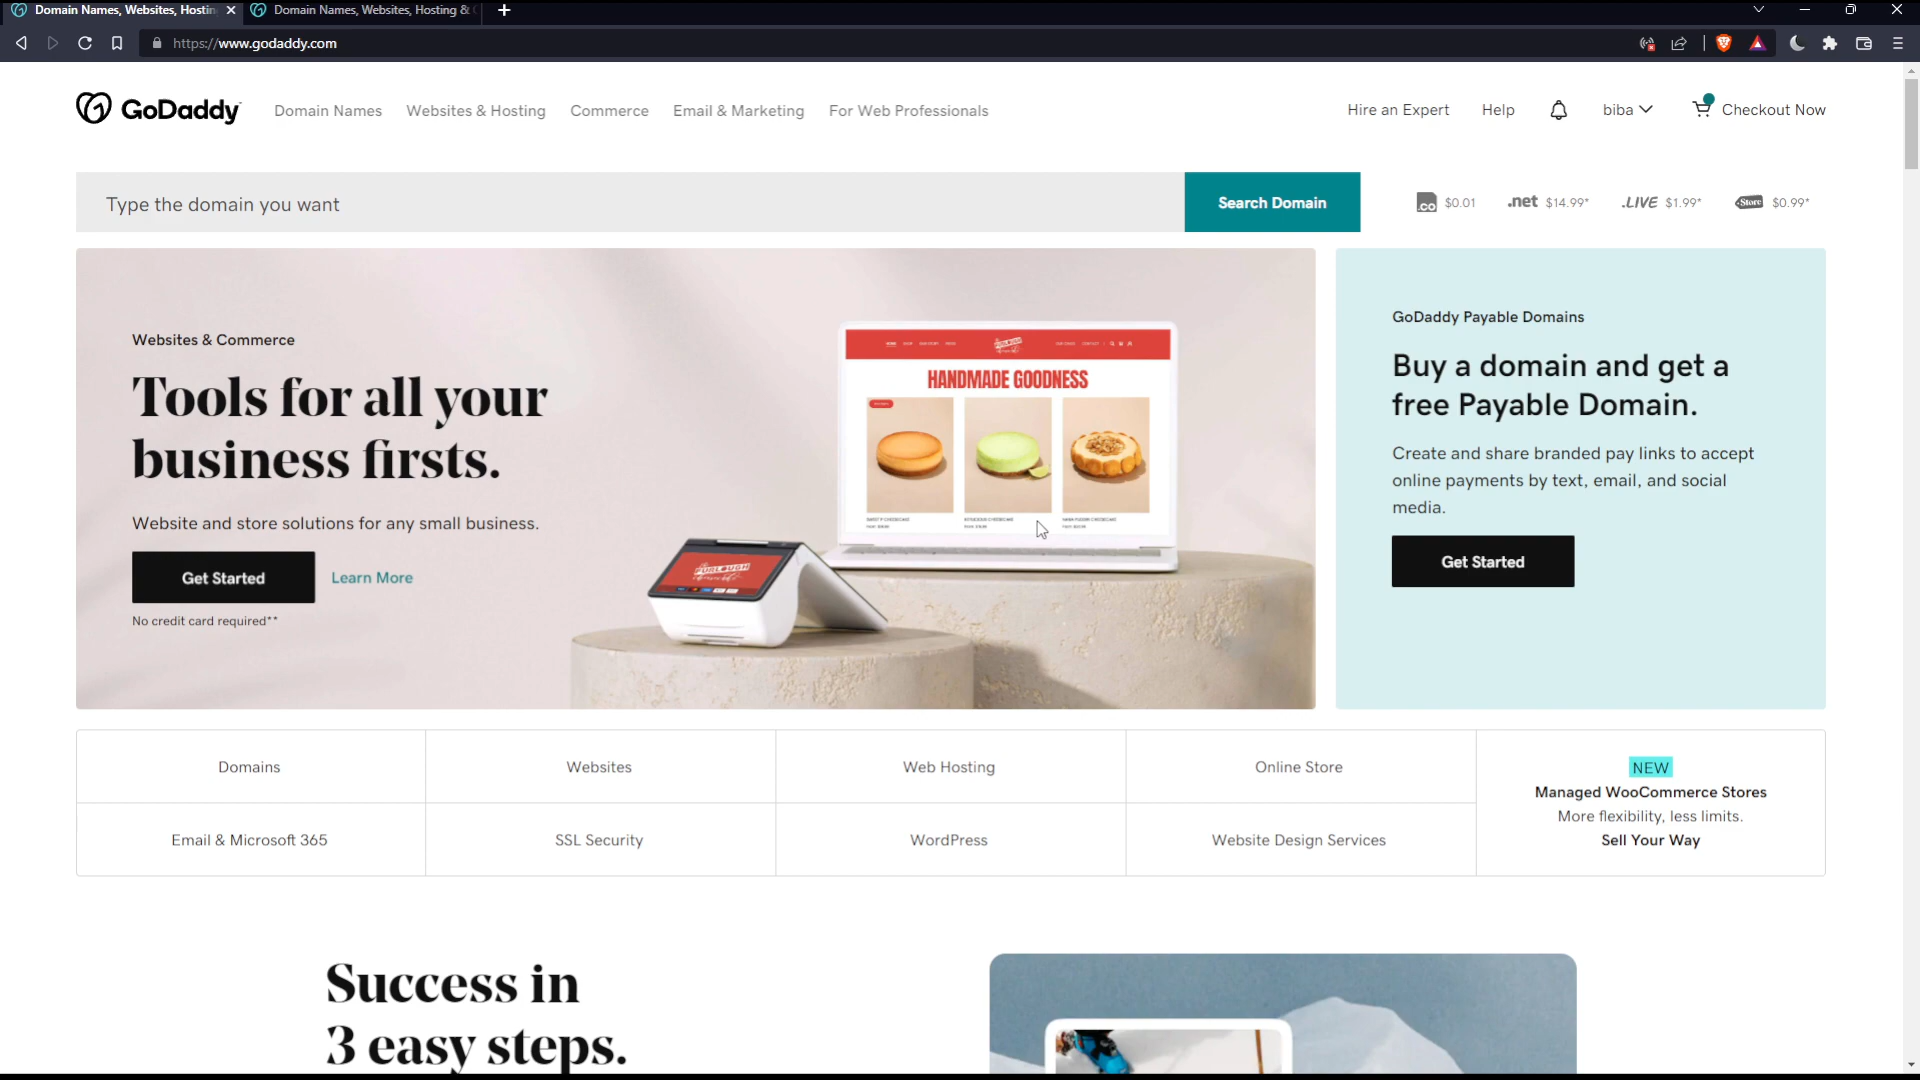 Domain Names, Websites, Hostin
Domain Names, Websites, Hosting &
https://www.godaddy.com
GoDaddy
Domain Names
Websites & Hosting
Commerce
Email & Marketing
For Web Professionals
Hire an Expert
Help
biba
Checkout Now
Type the domain you want
Search Domain
.co $0.01
.net $14.99*
.LIVE $1.99*
Store $0.99*
Websites & Commerce
Tools for all your
business firsts.
Website and store solutions for any small business.
Get Started
Learn More
No credit card required**
HANDMADE GOODNESS
GoDaddy Payable Domains
Buy a domain and get a
free Payable Domain.
Create and share branded pay links to accept
online payments by text, email, and social
media.
Get Started
Domains
Websites
Web Hosting
Online Store
Email & Microsoft 365
SSL Security
WordPress
Website Design Services
NEW
Managed WooCommerce Stores
More flexibility, less limits.
Sell Your Way
Success in
3 easy steps.